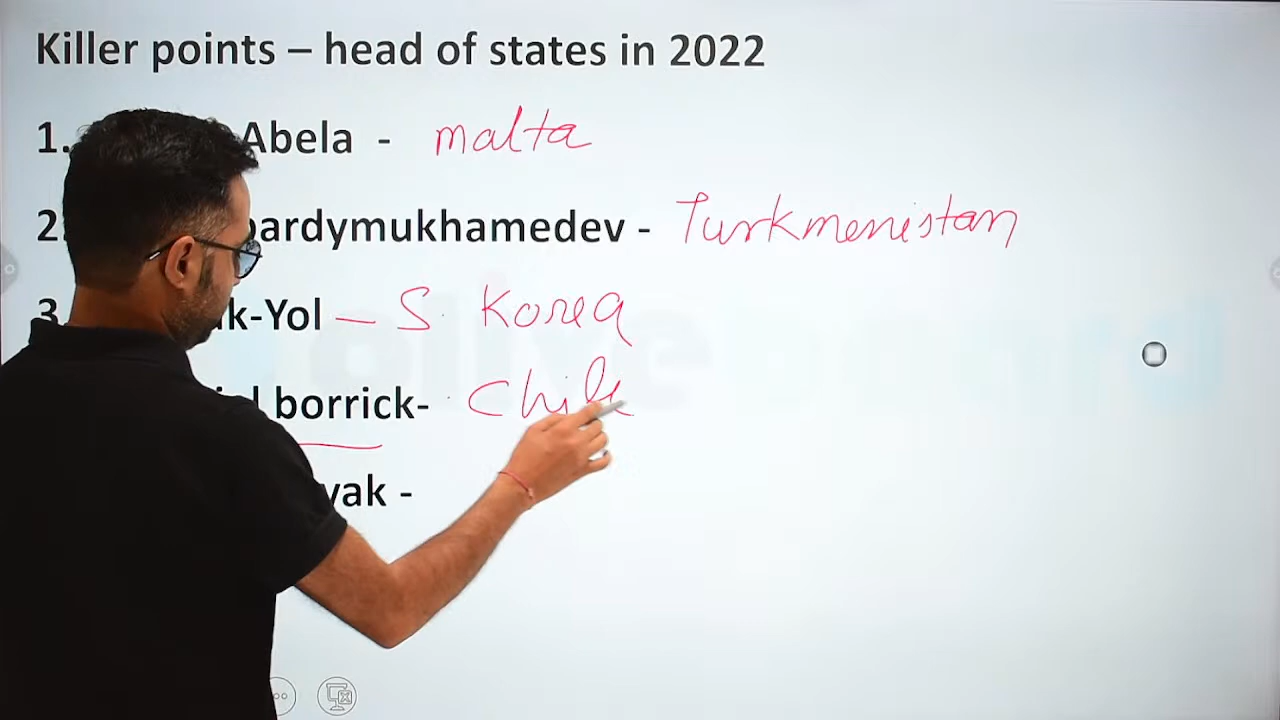 Killer points – head of states in 2022
1. Abela - malta
2. bardymukhamedev - Turkmenistan
3 k-Yol — S. Korea
borrick- Chile
vak -